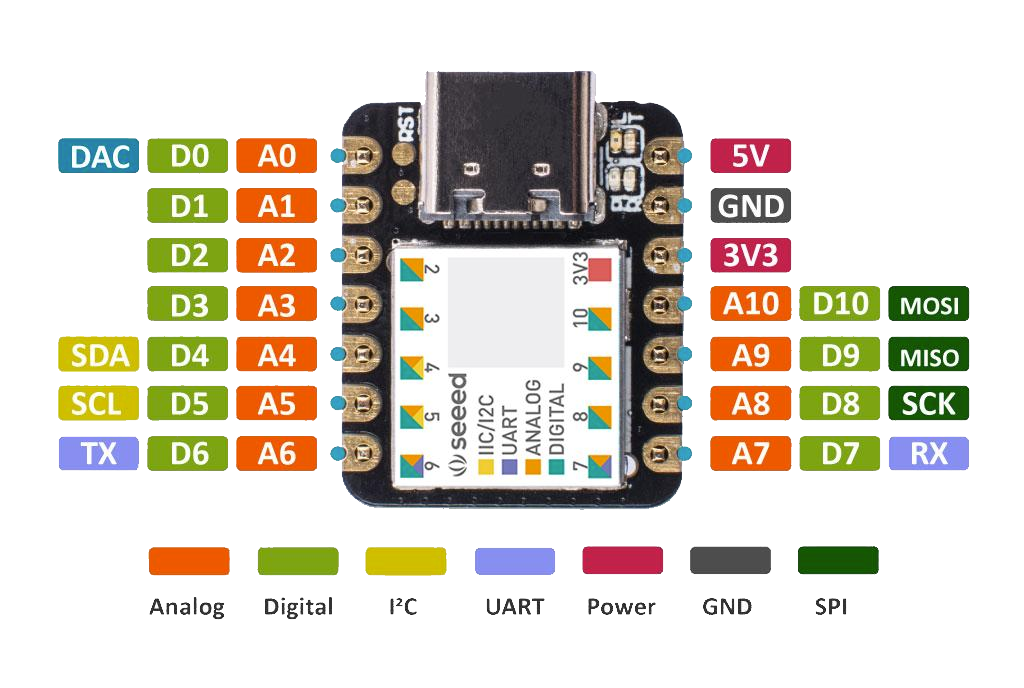 DAC D0 A0 5V
D1 A1 GND
D2 A2 3V3
D3 A3 A10 D10 MOSI
SDA D4 A4 A9 D9 MISO
SCL D5 A5 A8 D8 SCK
TX D6 A6 A7 D7 RX
RST
2
3
4
5
6
3V3
10
9
8
7
seeed
IIC/I2C
UART
ANALOG
DIGITAL
Analog Digital I²C UART Power GND SPI